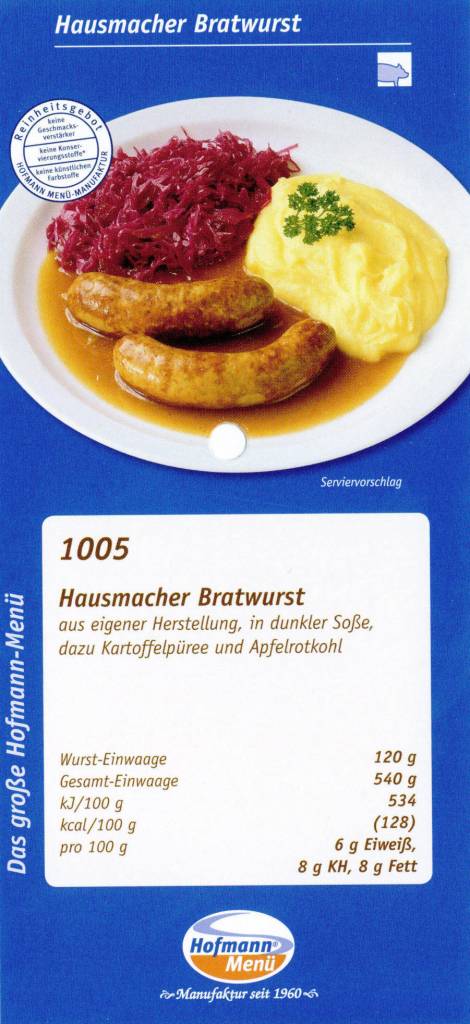 Hausmacher Bratwurst
Reinheitsgebot
keine
Geschmacks-
verstärker
keine Konser-
vierungsstoffe*
keine künstlichen
Farbstoffe
HOFMANN MENÜ-MANUFAKTUR
Serviervorschlag
1005
Hausmacher Bratwurst
aus eigener Herstellung, in dunkler Soße,
dazu Kartoffelpüree und Apfelrotkohl
Wurst-Einwaage 120 g
Gesamt-Einwaage 540 g
kJ/100 g 534
kcal/100 g (128)
pro 100 g 6 g Eiweiß,
8 g KH, 8 g Fett
Das große Hofmann-Menü
Hofmann®
Menü
Manufaktur seit 1960